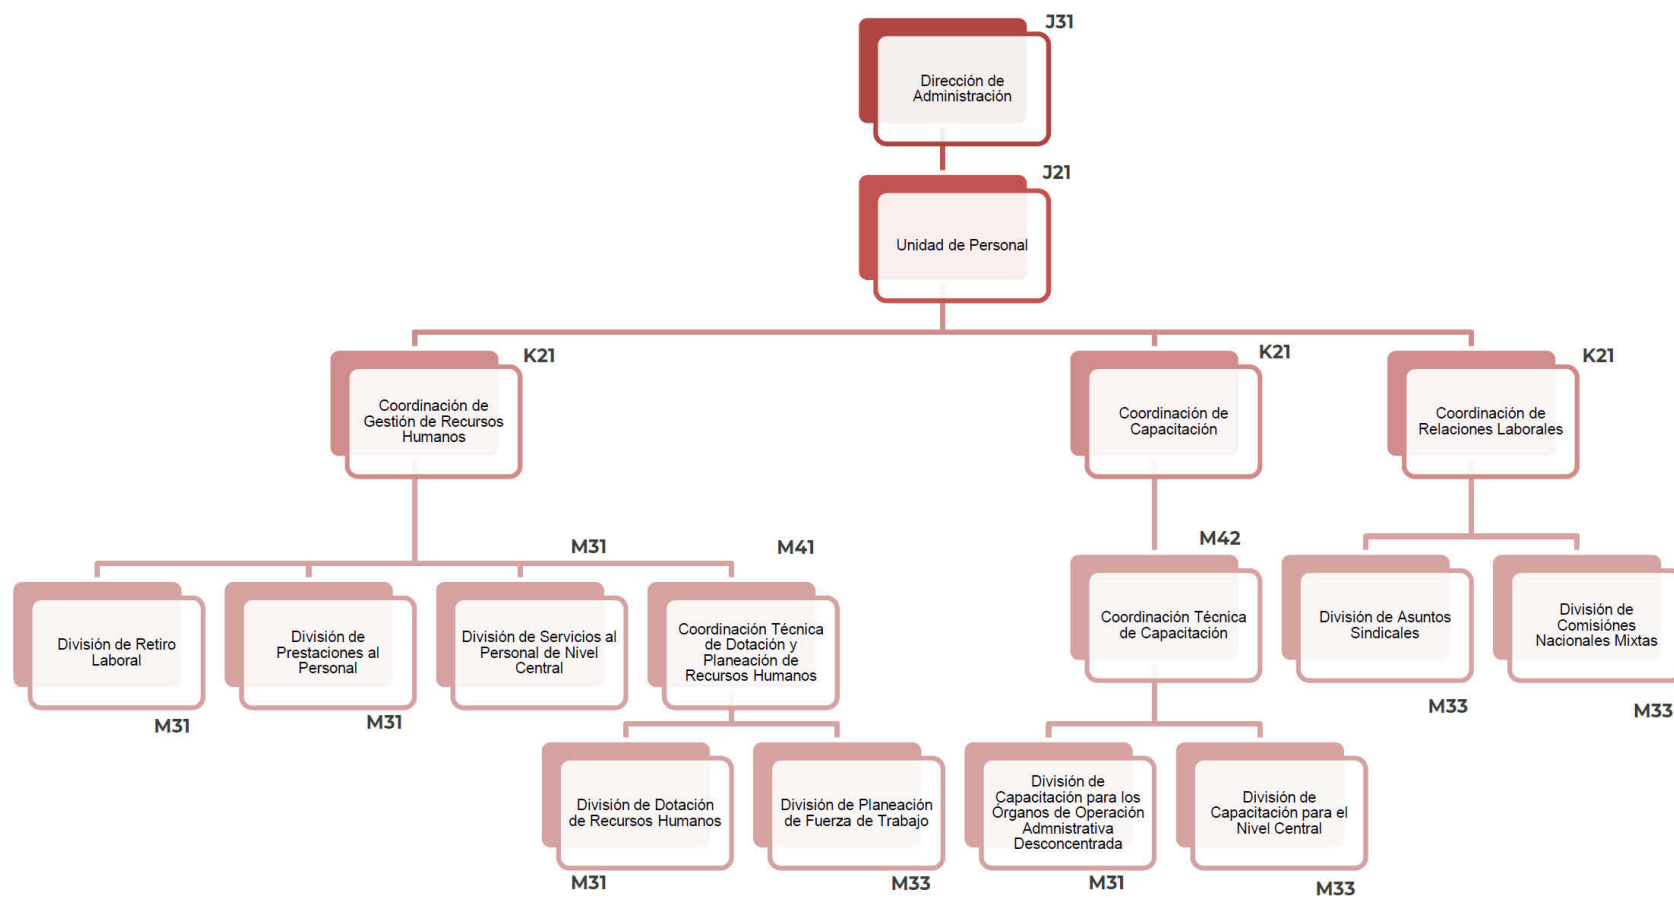 J31
Dirección de
Administración
J21
Unidad de Personal
K21
Coordinación de
Gestión de Recursos
Humanos
K21
Coordinación de
Capacitación
K21
Coordinación de
Relaciones Laborales
División de Retiro
Laboral
M31
División de
Prestaciones al
Personal
M31
M31
División de Servicios al
Personal de Nivel
Central
M41
Coordinación Técnica
de Dotación y
Planeación de
Recursos Humanos
M42
Coordinación Técnica
de Capacitación
División de Asuntos
Sindicales
M33
División de
Comisiónes
Nacionales Mixtas
M33
División de Dotación
de Recursos Humanos
M31
División de Planeación
de Fuerza de Trabajo
M33
División de
Capacitación para los
Órganos de Operación
Admnistrativa
Desconcentrada
M31
División de
Capacitación para el
Nivel Central
M33